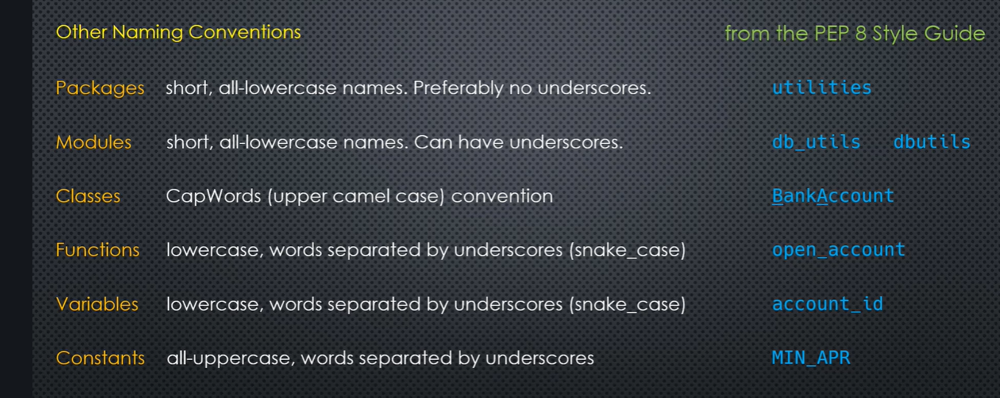 Other Naming Conventions from the PEP 8 Style Guide
Packages short, all-lowercase names. Preferably no underscores. utilities
Modules short, all-lowercase names. Can have underscores. db_utils dbutils
Classes CapWords (upper camel case) convention BankAccount
Functions lowercase, words separated by underscores (snake_case) open_account
Variables lowercase, words separated by underscores (snake_case) account_id
Constants all-uppercase, words separated by underscores MIN_APR